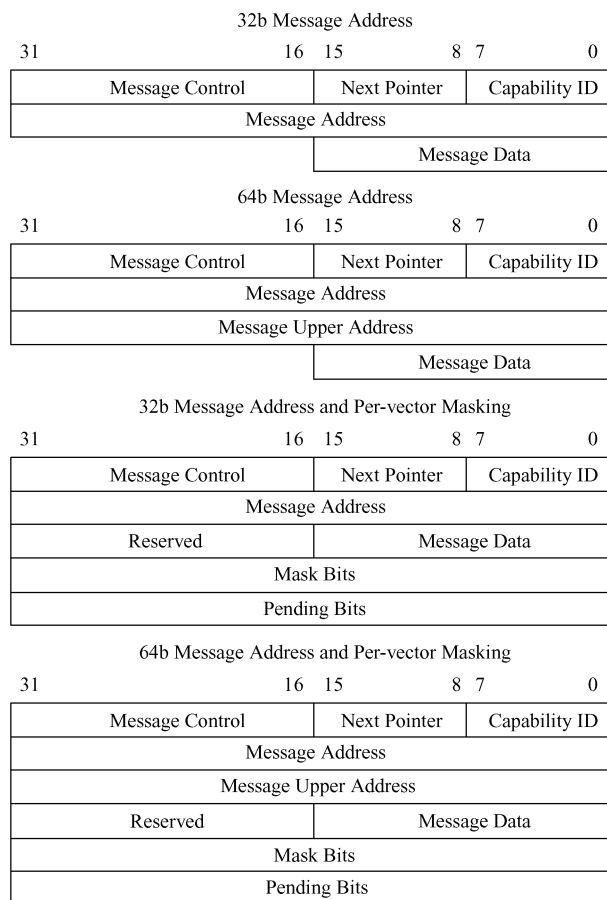 32b Message Address
31 16 15 8 7 0
Message Control Next Pointer Capability ID
Message Address
Message Data
64b Message Address
31 16 15 8 7 0
Message Control Next Pointer Capability ID
Message Address
Message Upper Address
Message Data
32b Message Address and Per-vector Masking
31 16 15 8 7 0
Message Control Next Pointer Capability ID
Message Address
Reserved Message Data
Mask Bits
Pending Bits
64b Message Address and Per-vector Masking
31 16 15 8 7 0
Message Control Next Pointer Capability ID
Message Address
Message Upper Address
Reserved Message Data
Mask Bits
Pending Bits